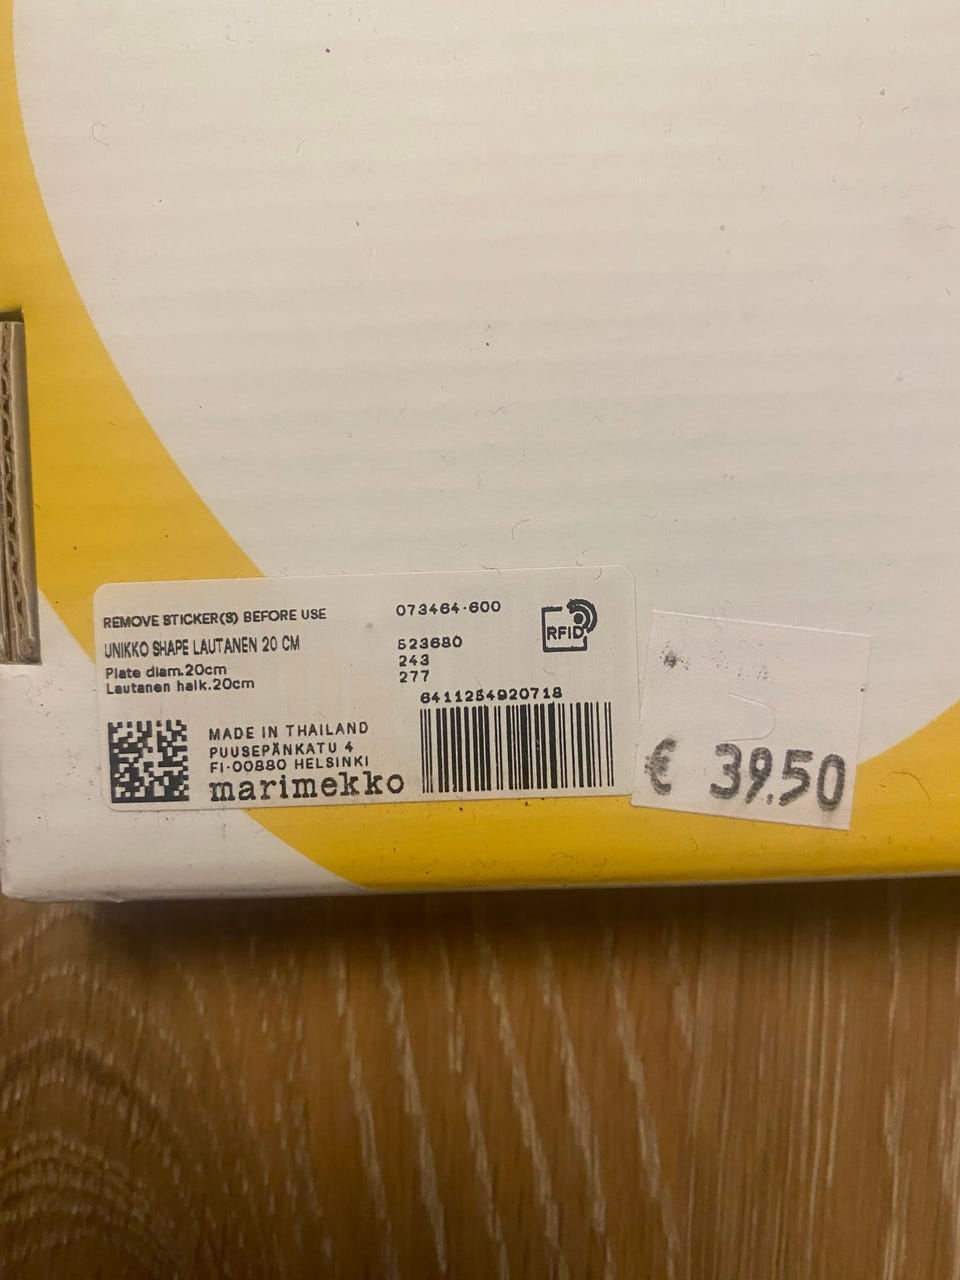 REMOVE STICKER(S) BEFORE USE
073464-600
UNIKKO SHAPE LAUTANEN 20 CM
523680
Plate diam.20cm
243
Lautanen halk.20cm
277
RFID
6411254920718
MADE IN THAILAND
PUUSEPÄNKATU 4
FI-00880 HELSINKI
marimekko
€ 39.50